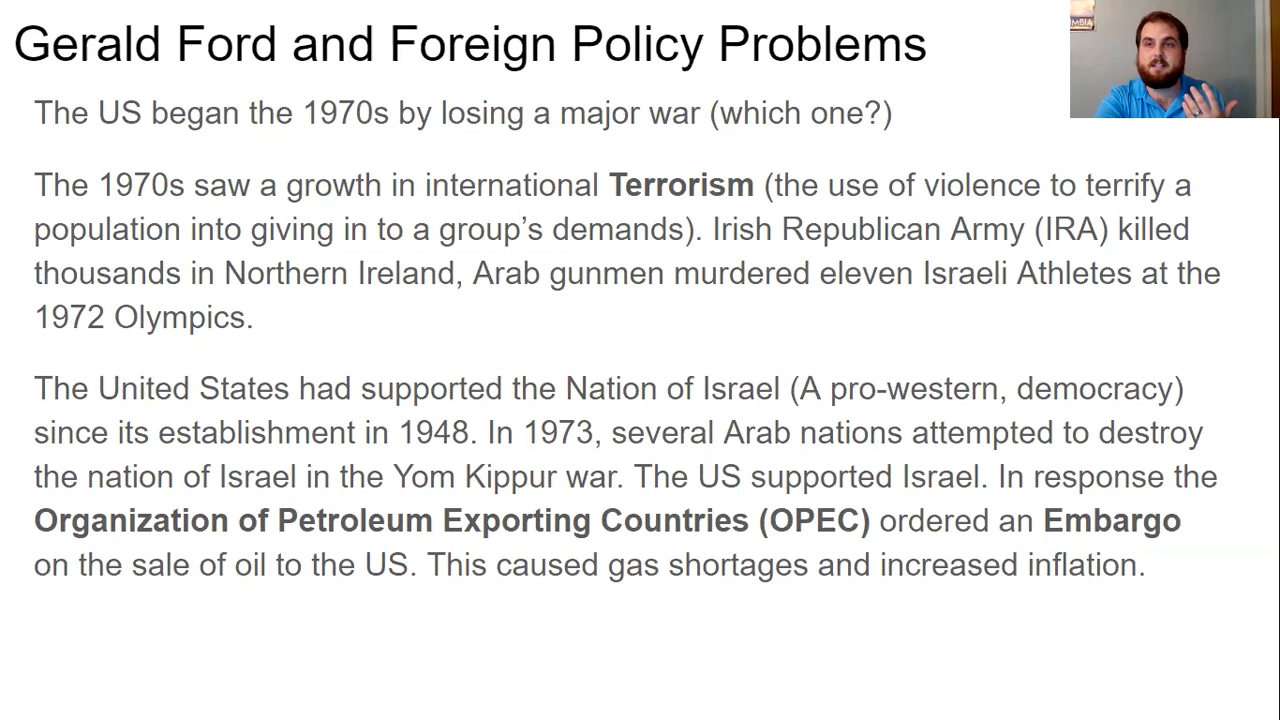 Gerald Ford and Foreign Policy Problems
The US began the 1970s by losing a major war (which one?)
The 1970s saw a growth in international Terrorism (the use of violence to terrify a
population into giving in to a group’s demands). Irish Republican Army (IRA) killed
thousands in Northern Ireland, Arab gunmen murdered eleven Israeli Athletes at the
1972 Olympics.
The United States had supported the Nation of Israel (A pro-western, democracy)
since its establishment in 1948. In 1973, several Arab nations attempted to destroy
the nation of Israel in the Yom Kippur war. The US supported Israel. In response the
Organization of Petroleum Exporting Countries (OPEC) ordered an Embargo
on the sale of oil to the US. This caused gas shortages and increased inflation.